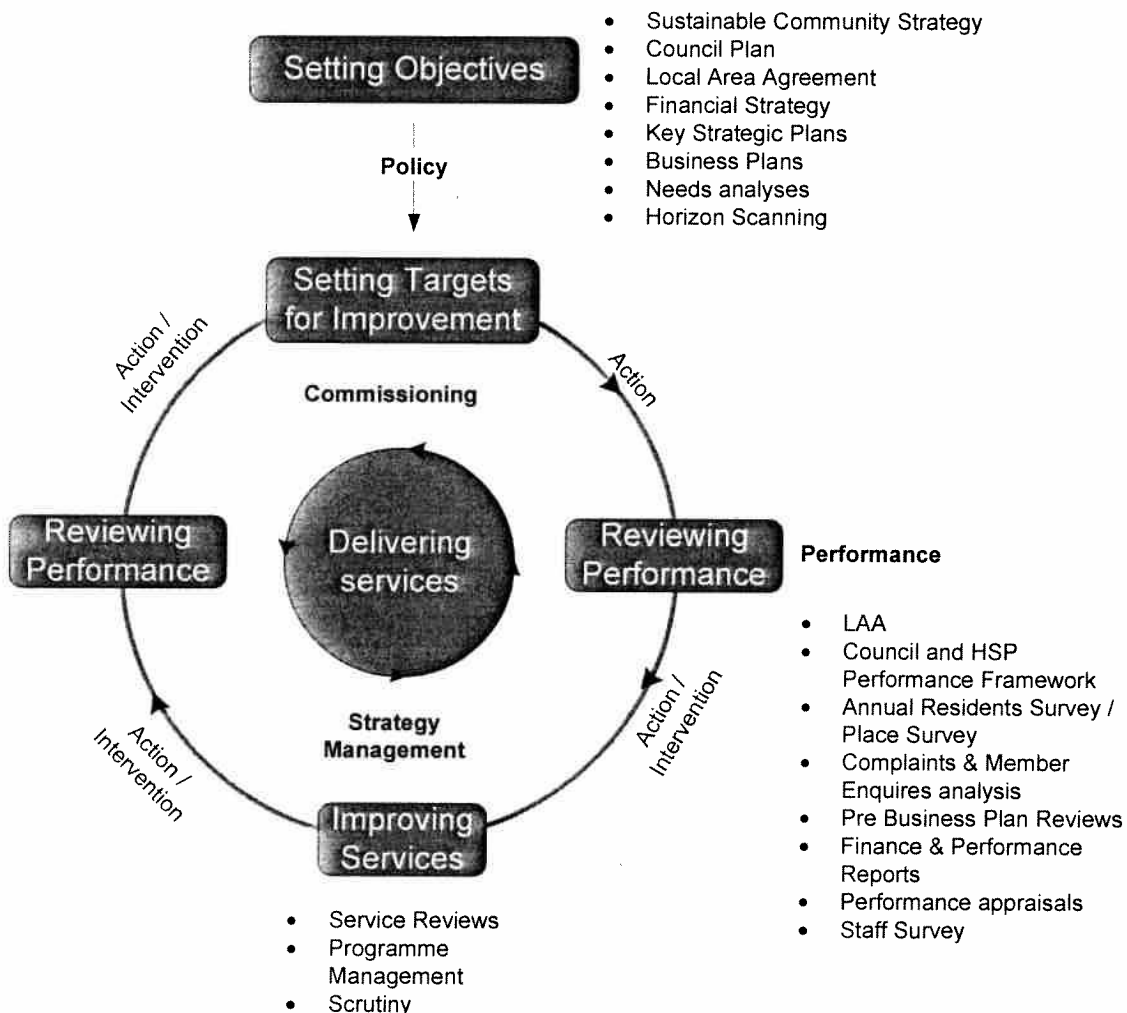 Setting Objectives
• Sustainable Community Strategy
• Council Plan
• Local Area Agreement
• Financial Strategy
• Key Strategic Plans
• Business Plans
• Needs analyses
• Horizon Scanning
Policy
Setting Targets
for Improvement
Action /
Intervention
Action
Commissioning
Reviewing
Performance
Delivering
services
Reviewing
Performance
Performance
• LAA
• Council and HSP
Performance Framework
• Annual Residents Survey /
Place Survey
• Complaints & Member
Enquires analysis
• Pre Business Plan Reviews
• Finance & Performance
Reports
• Performance appraisals
• Staff Survey
Action /
Intervention
Strategy
Management
Action /
Intervention
Improving
Services
• Service Reviews
• Programme
Management
• Scrutiny